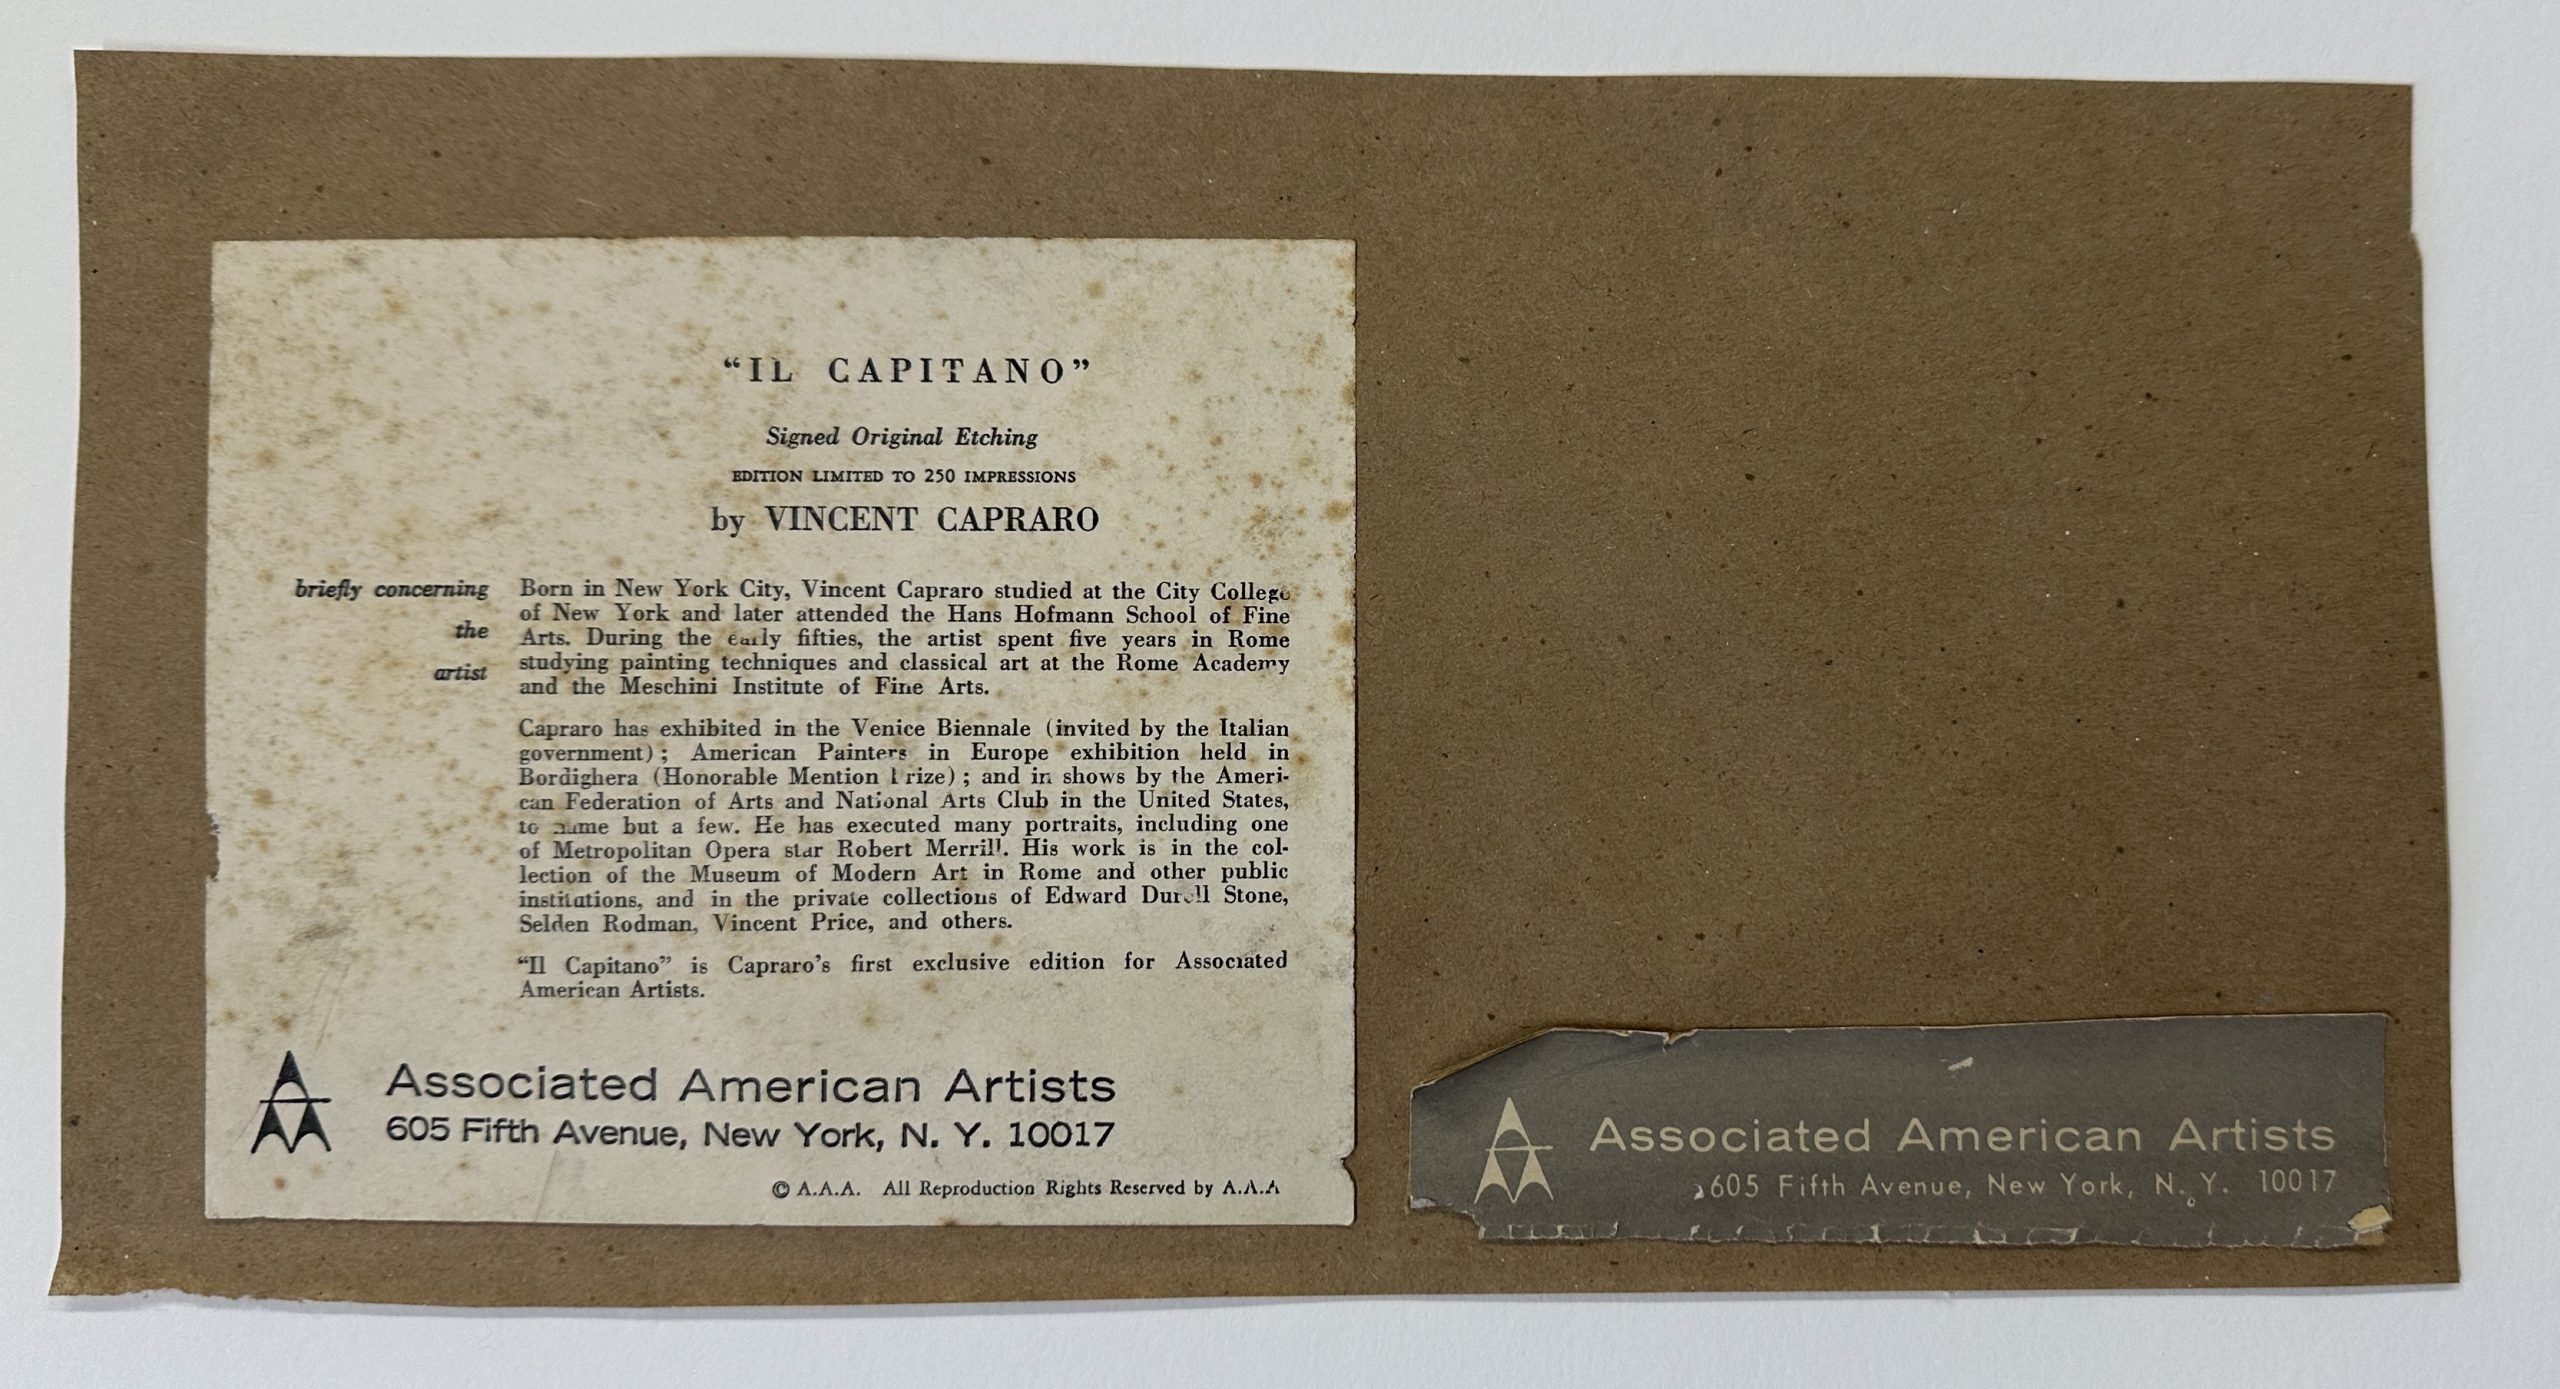 “IL CAPITANO”
Signed Original Etching
EDITION LIMITED TO 250 IMPRESSIONS
by VINCENT CAPRARO
briefly concerning
the
artist
Born in New York City, Vincent Capraro studied at the City College
of New York and later attended the Hans Hofmann School of Fine
Arts. During the early fifties, the artist spent five years in Rome
studying painting techniques and classical art at the Rome Academy
and the Meschini Institute of Fine Arts.
Capraro has exhibited in the Venice Biennale (invited by the Italian
government); American Painters in Europe exhibition held in
Bordighera (Honorable Mention Prize); and in shows by the Ameri-
can Federation of Arts and National Arts Club in the United States,
to name but a few. He has executed many portraits, including one
of Metropolitan Opera star Robert Merrill. His work is in the col-
lection of the Museum of Modern Art in Rome and other public
institutions, and in the private collections of Edward Durell Stone,
Selden Rodman, Vincent Price, and others.
“Il Capitano” is Capraro’s first exclusive edition for Associated
American Artists.
Associated American Artists
605 Fifth Avenue, New York, N. Y. 10017
© A.A.A. All Reproduction Rights Reserved by A.A.A
Associated American Artists
605 Fifth Avenue, New York, N. Y. 10017